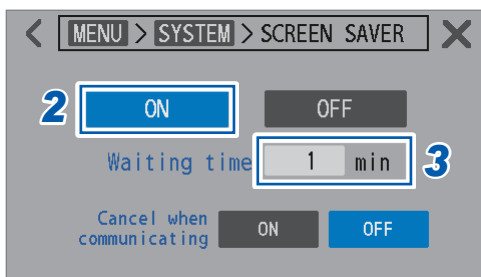 < MENU > SYSTEM > SCREEN SAVER X
2 ON OFF
Waiting time 1 min 3
Cancel when
communicating ON OFF